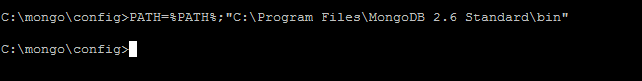 C:\mongo\config>PATH=%PATH%;"C:\Program Files\MongoDB 2.6 Standard\bin"
C:\mongo\config>